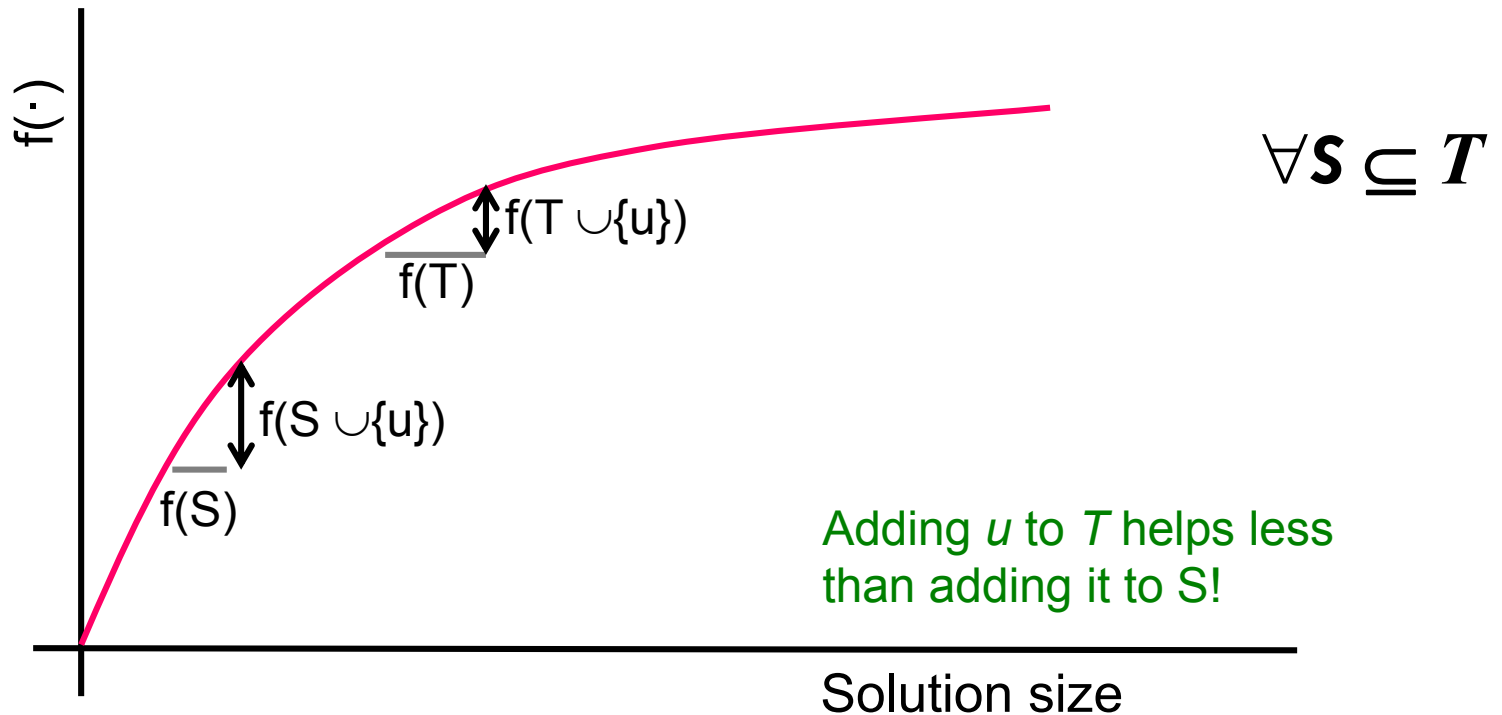 f(·)
∀S ⊆ T
f(T ∪{u})
f(T)
f(S ∪{u})
f(S)
Adding u to T helps less
than adding it to S!
Solution size